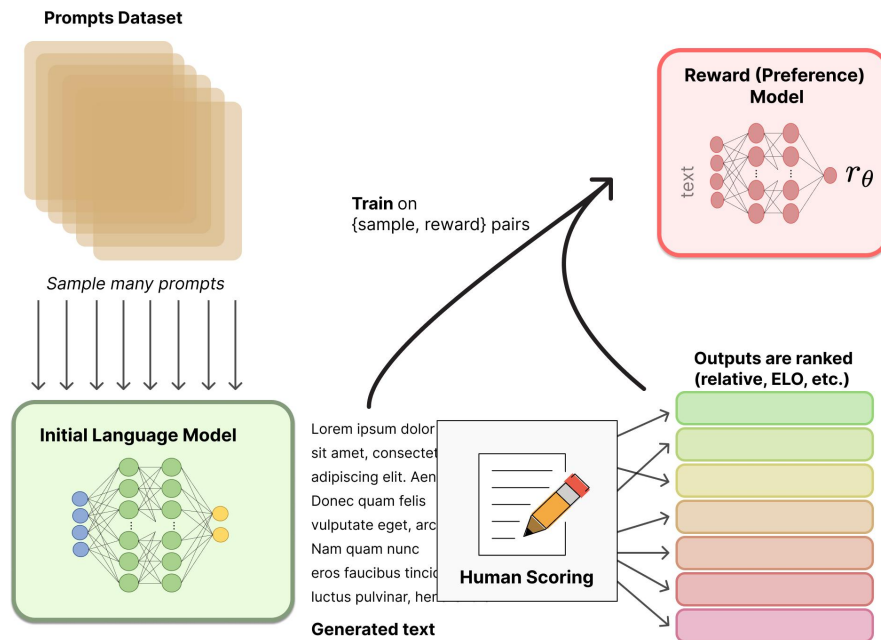 Prompts Dataset
Sample many prompts
Initial Language Model
Train on
{sample, reward} pairs
Reward (Preference)
Model
text
r_θ
Lorem ipsum dolor
sit amet, consectet
adipiscing elit. Aen
Donec quam felis
vulputate eget, arc
Nam quam nunc
eros faucibus tincid
luctus pulvinar, her
Generated text
Human Scoring
Outputs are ranked
(relative, ELO, etc.)